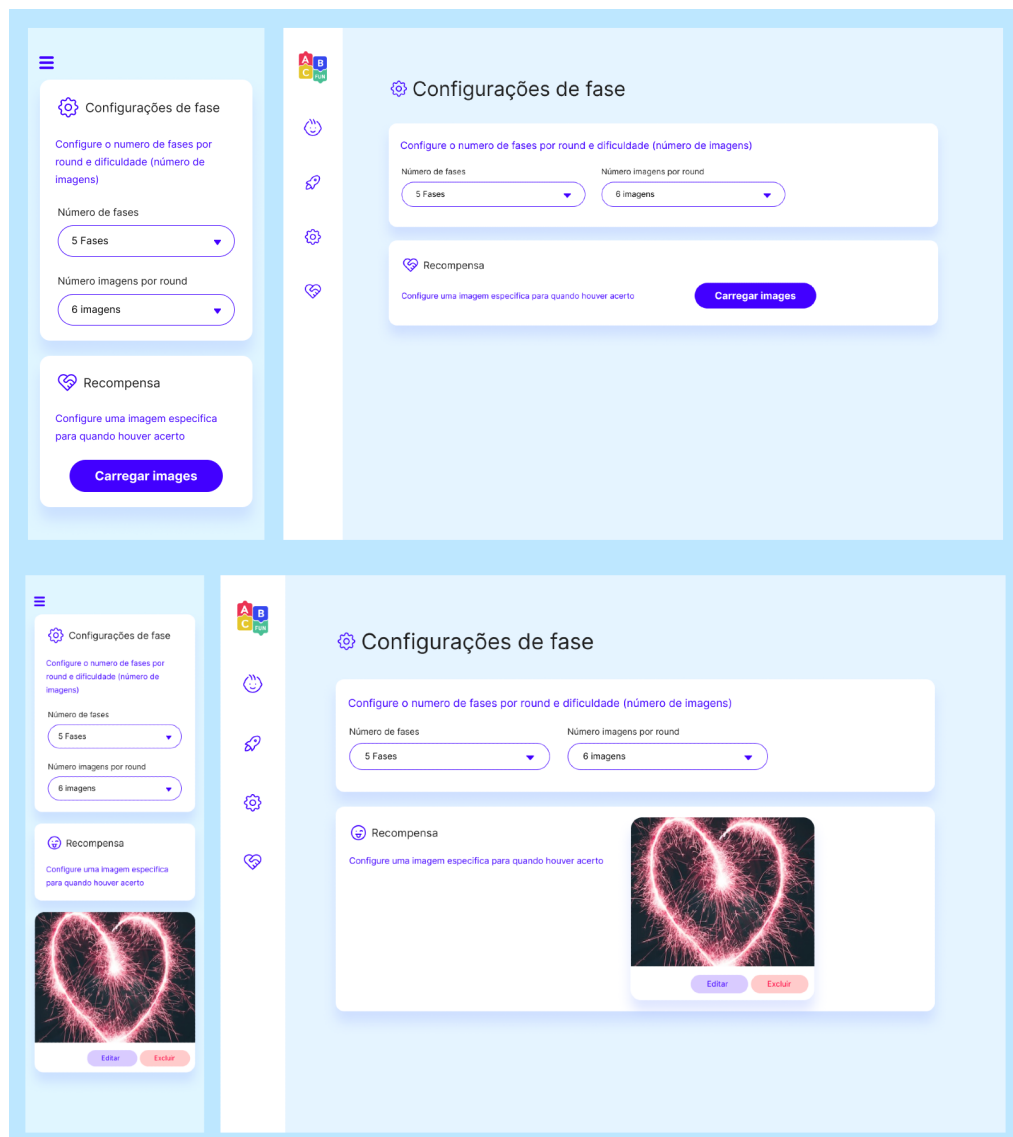 Configurações de fase
Configure o numero de fases por
round e dificuldade (número de
imagens)
Número de fases
5 Fases
Número imagens por round
6 imagens
Recompensa
Configure uma imagem especifica
para quando houver acerto
Carregar images
A B
C FUN
Configurações de fase
Configure o numero de fases por round e dificuldade (número de imagens)
Número de fases
Número imagens por round
5 Fases
6 imagens
Recompensa
Configure uma imagem especifica para quando houver acerto
Carregar images
Configurações de fase
Configure o numero de fases por
round e dificuldade (número de
imagens)
Número de fases
5 Fases
Número imagens por round
6 imagens
Recompensa
Configure uma imagem especifica
para quando houver acerto
Editar
Excluir
A B
C FUN
Configurações de fase
Configure o numero de fases por round e dificuldade (número de imagens)
Número de fases
Número imagens por round
5 Fases
6 imagens
Recompensa
Configure uma imagem especifica para quando houver acerto
Editar
Excluir